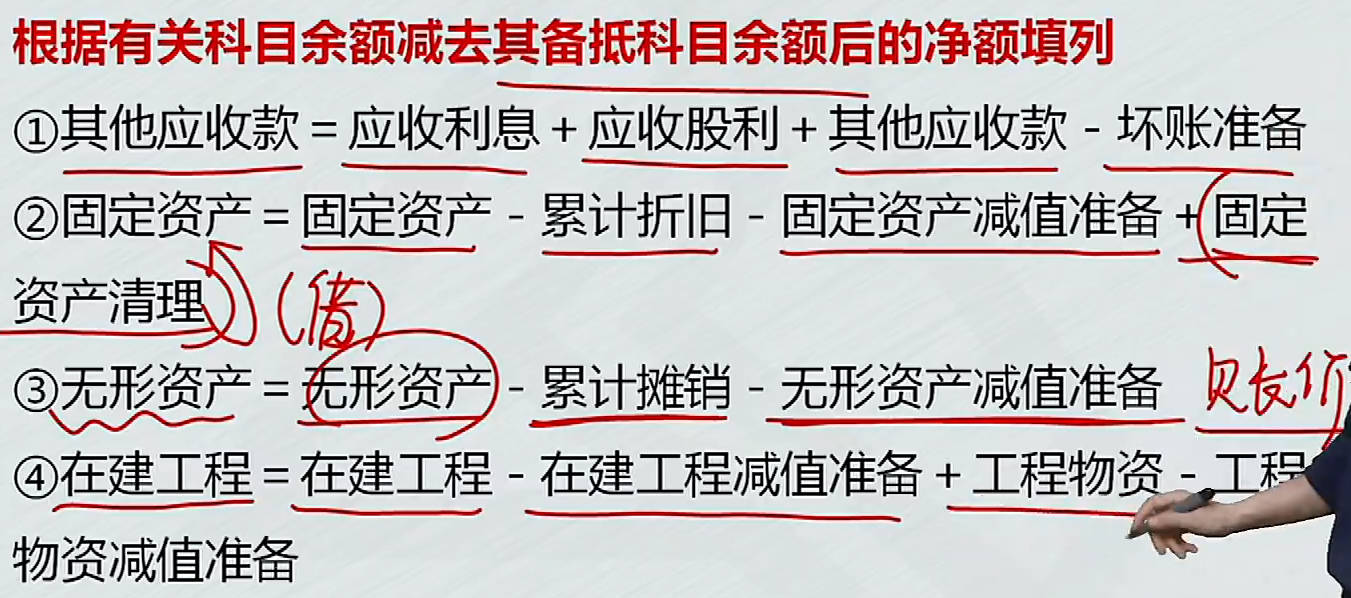 根据有关科目余额减去其备抵科目余额后的净额填列
①其他应收款 = 应收利息 + 应收股利 + 其他应收款 - 坏账准备
②固定资产 = 固定资产 - 累计折旧 - 固定资产减值准备 + 固定
资产清理 (借)
③无形资产 = 无形资产 - 累计摊销 - 无形资产减值准备
④在建工程 = 在建工程 - 在建工程减值准备 + 工程物资 - 工程
物资减值准备